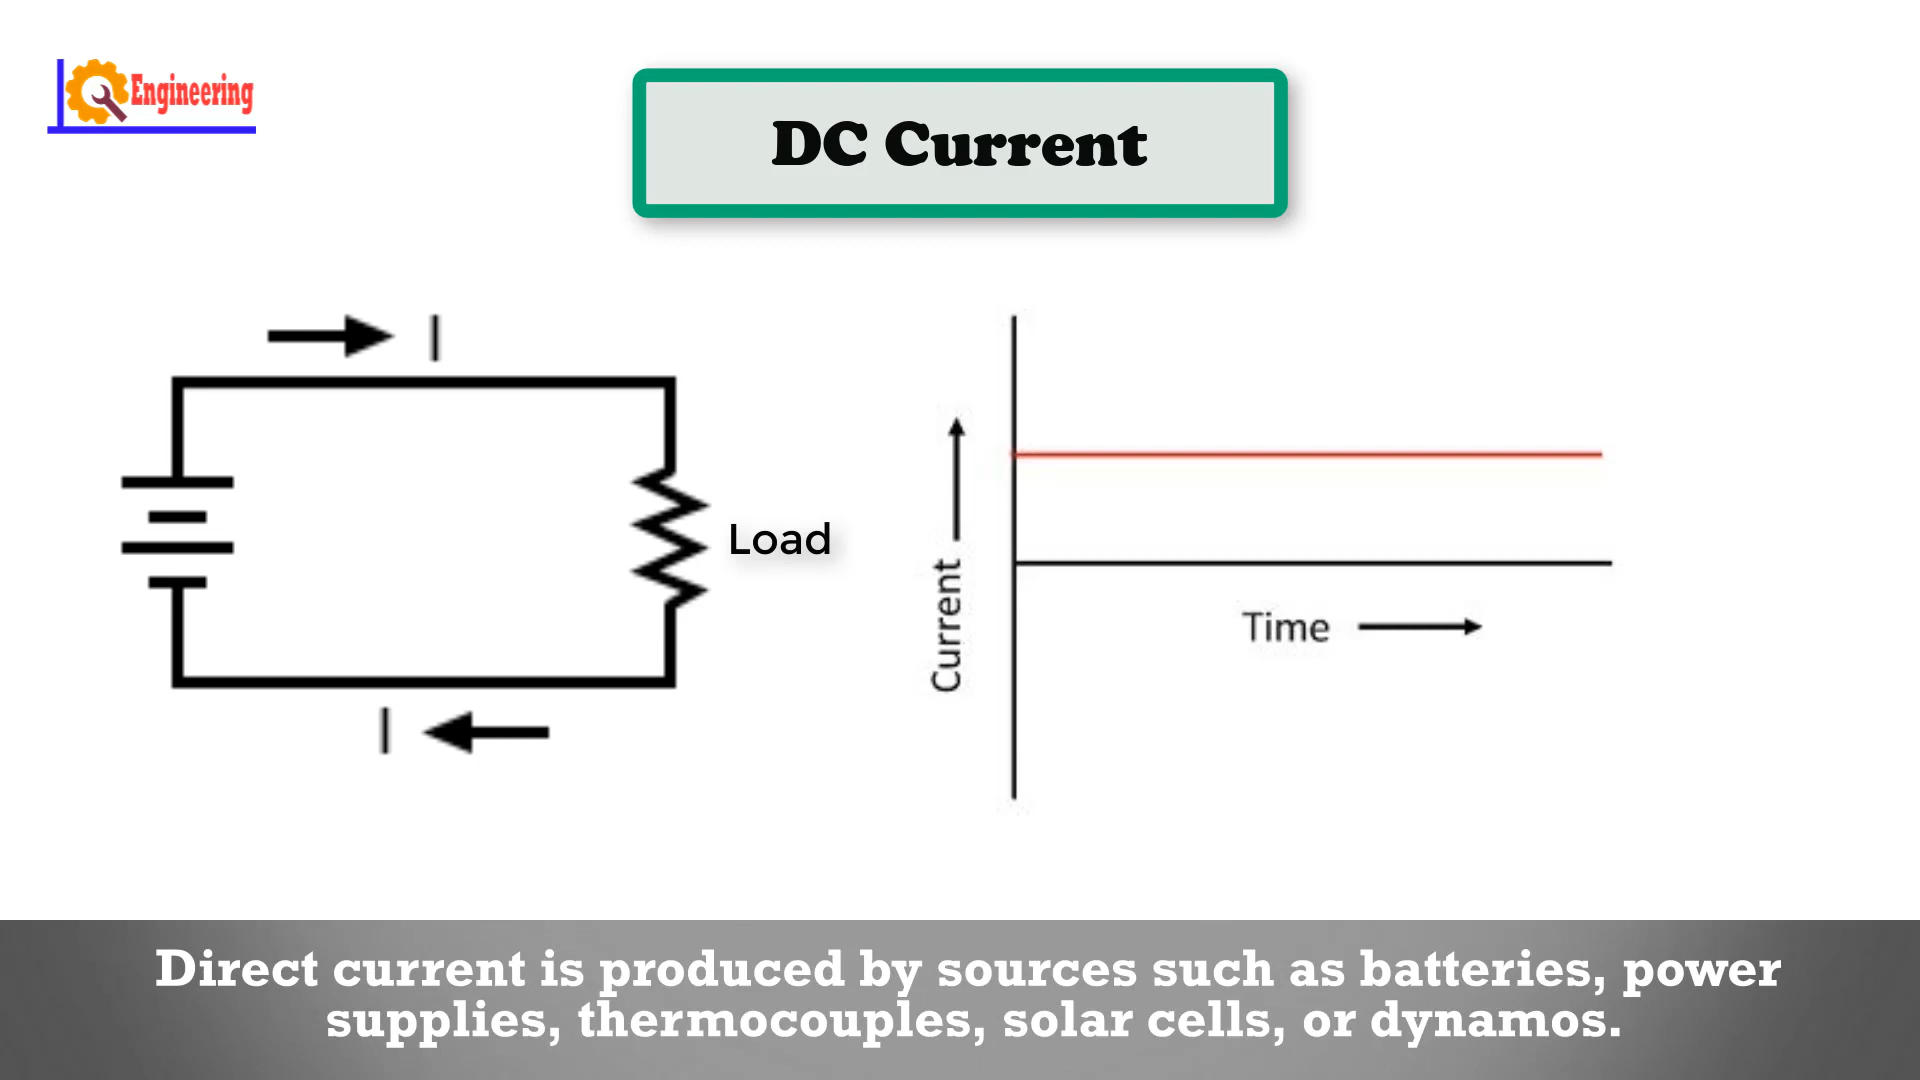 Engineering
DC Current
I
Load
I
Current
Time
Direct current is produced by sources such as batteries, power
supplies, thermocouples, solar cells, or dynamos.